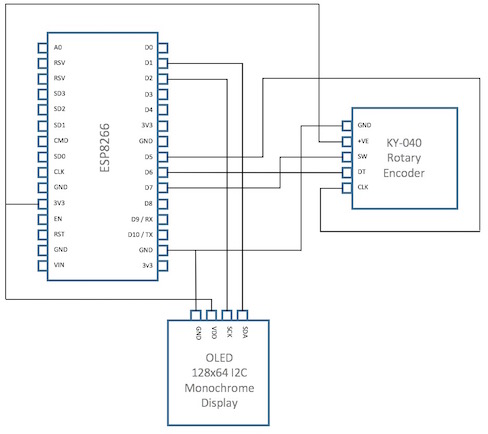 A0
RSV
RSV
SD3
SD2
SD1
CMD
SD0
CLK
GND
3V3
EN
RST
GND
VIN
ESP8266
D0
D1
D2
D3
D4
3V3
GND
D5
D6
D7
D8
D9 / RX
D10 / TX
GND
3v3
GND
+VE
SW
DT
CLK
KY-040
Rotary
Encoder
GND
VDD
SCK
SDA
OLED
128x64 I2C
Monochrome
Display